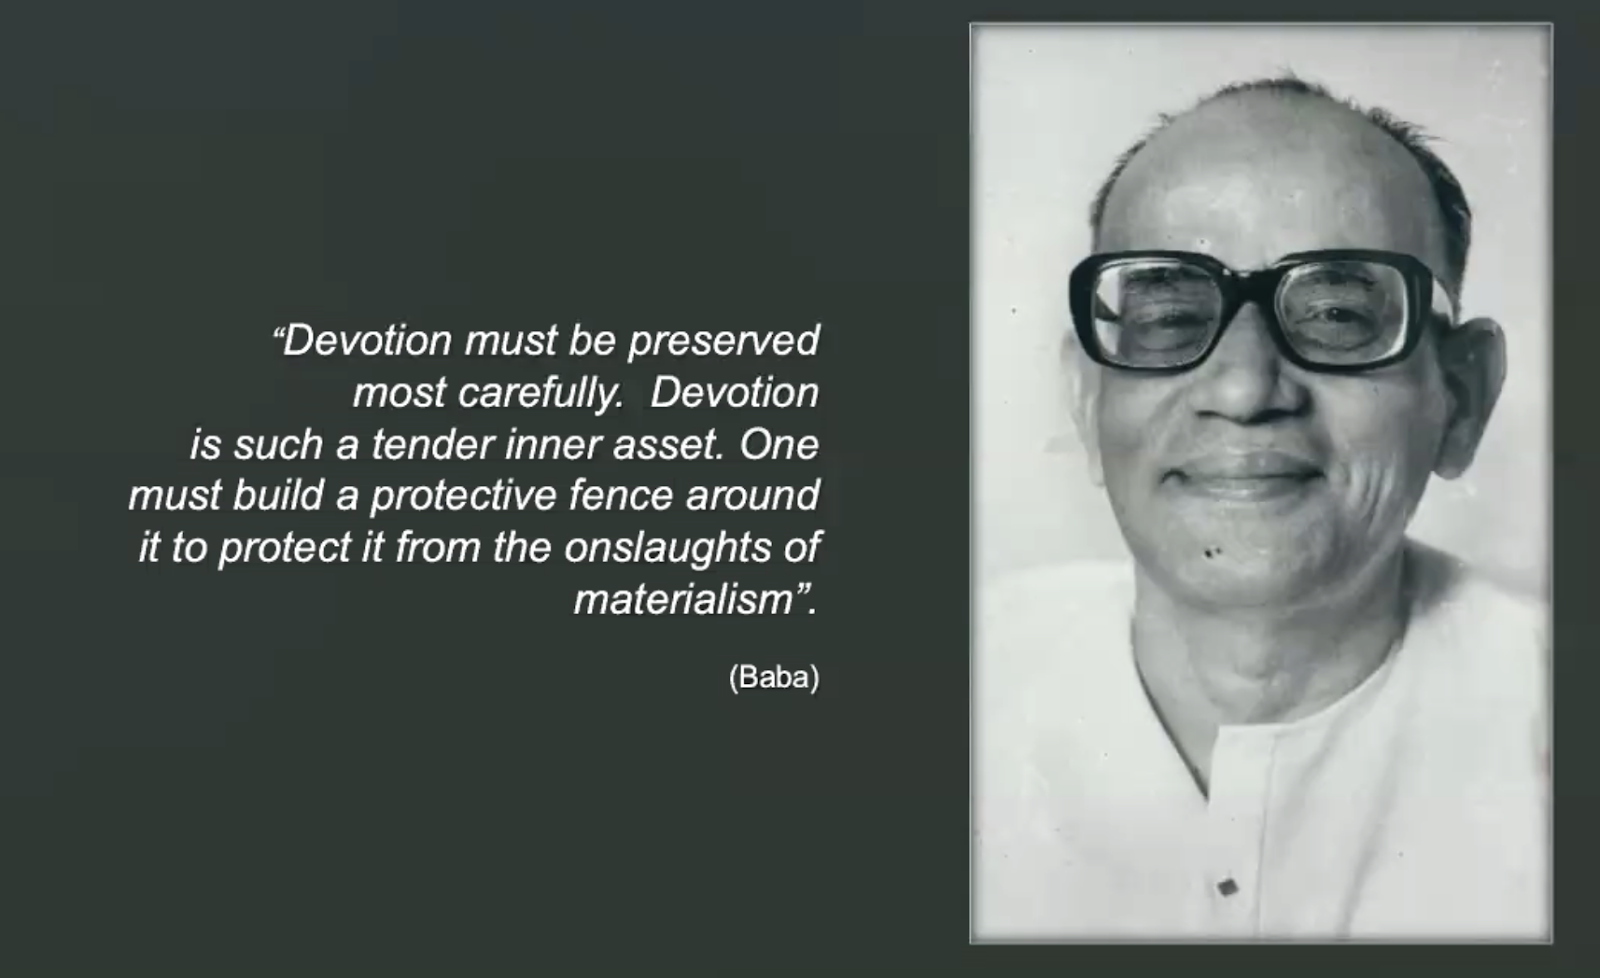 “Devotion must be preserved
most carefully.  Devotion
is such a tender inner asset. One
must build a protective fence around
it to protect it from the onslaughts of
materialism”.
(Baba)